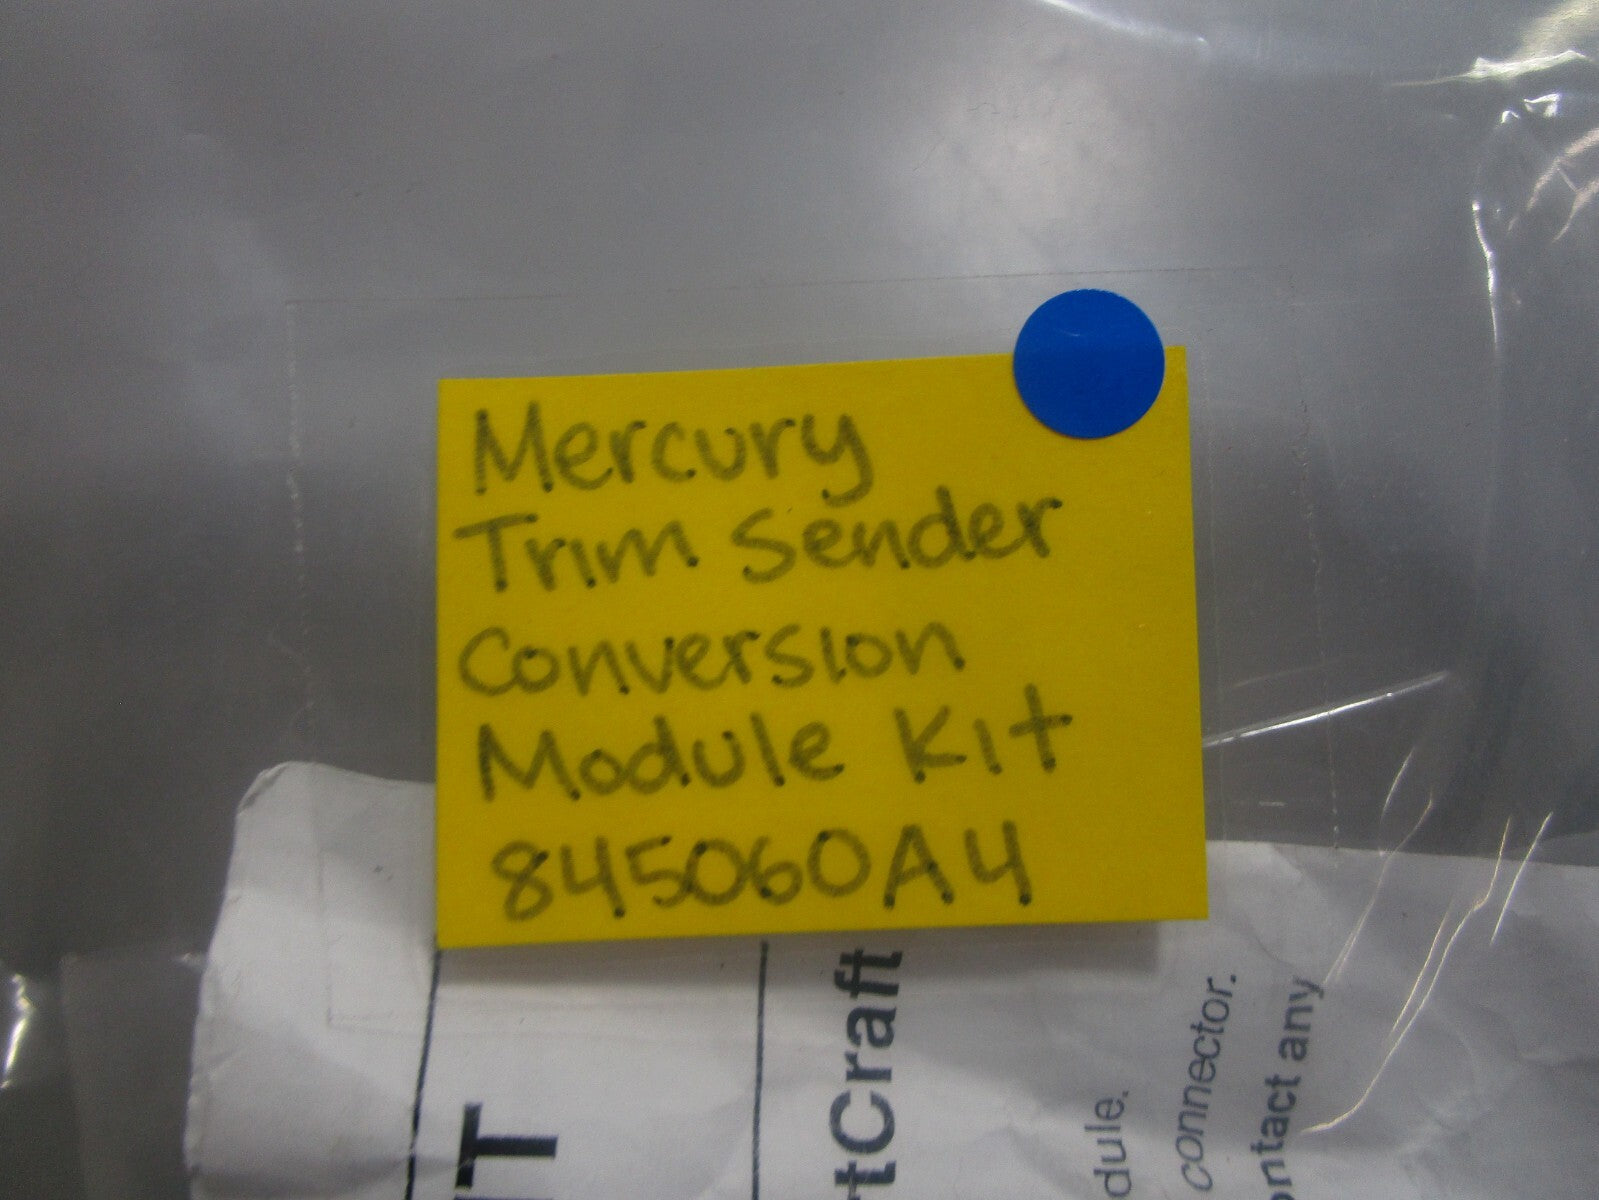 Mercury
Trim Sender
Conversion
Module Kit
845060A4
tCraft
dule.
connector.
ontact any